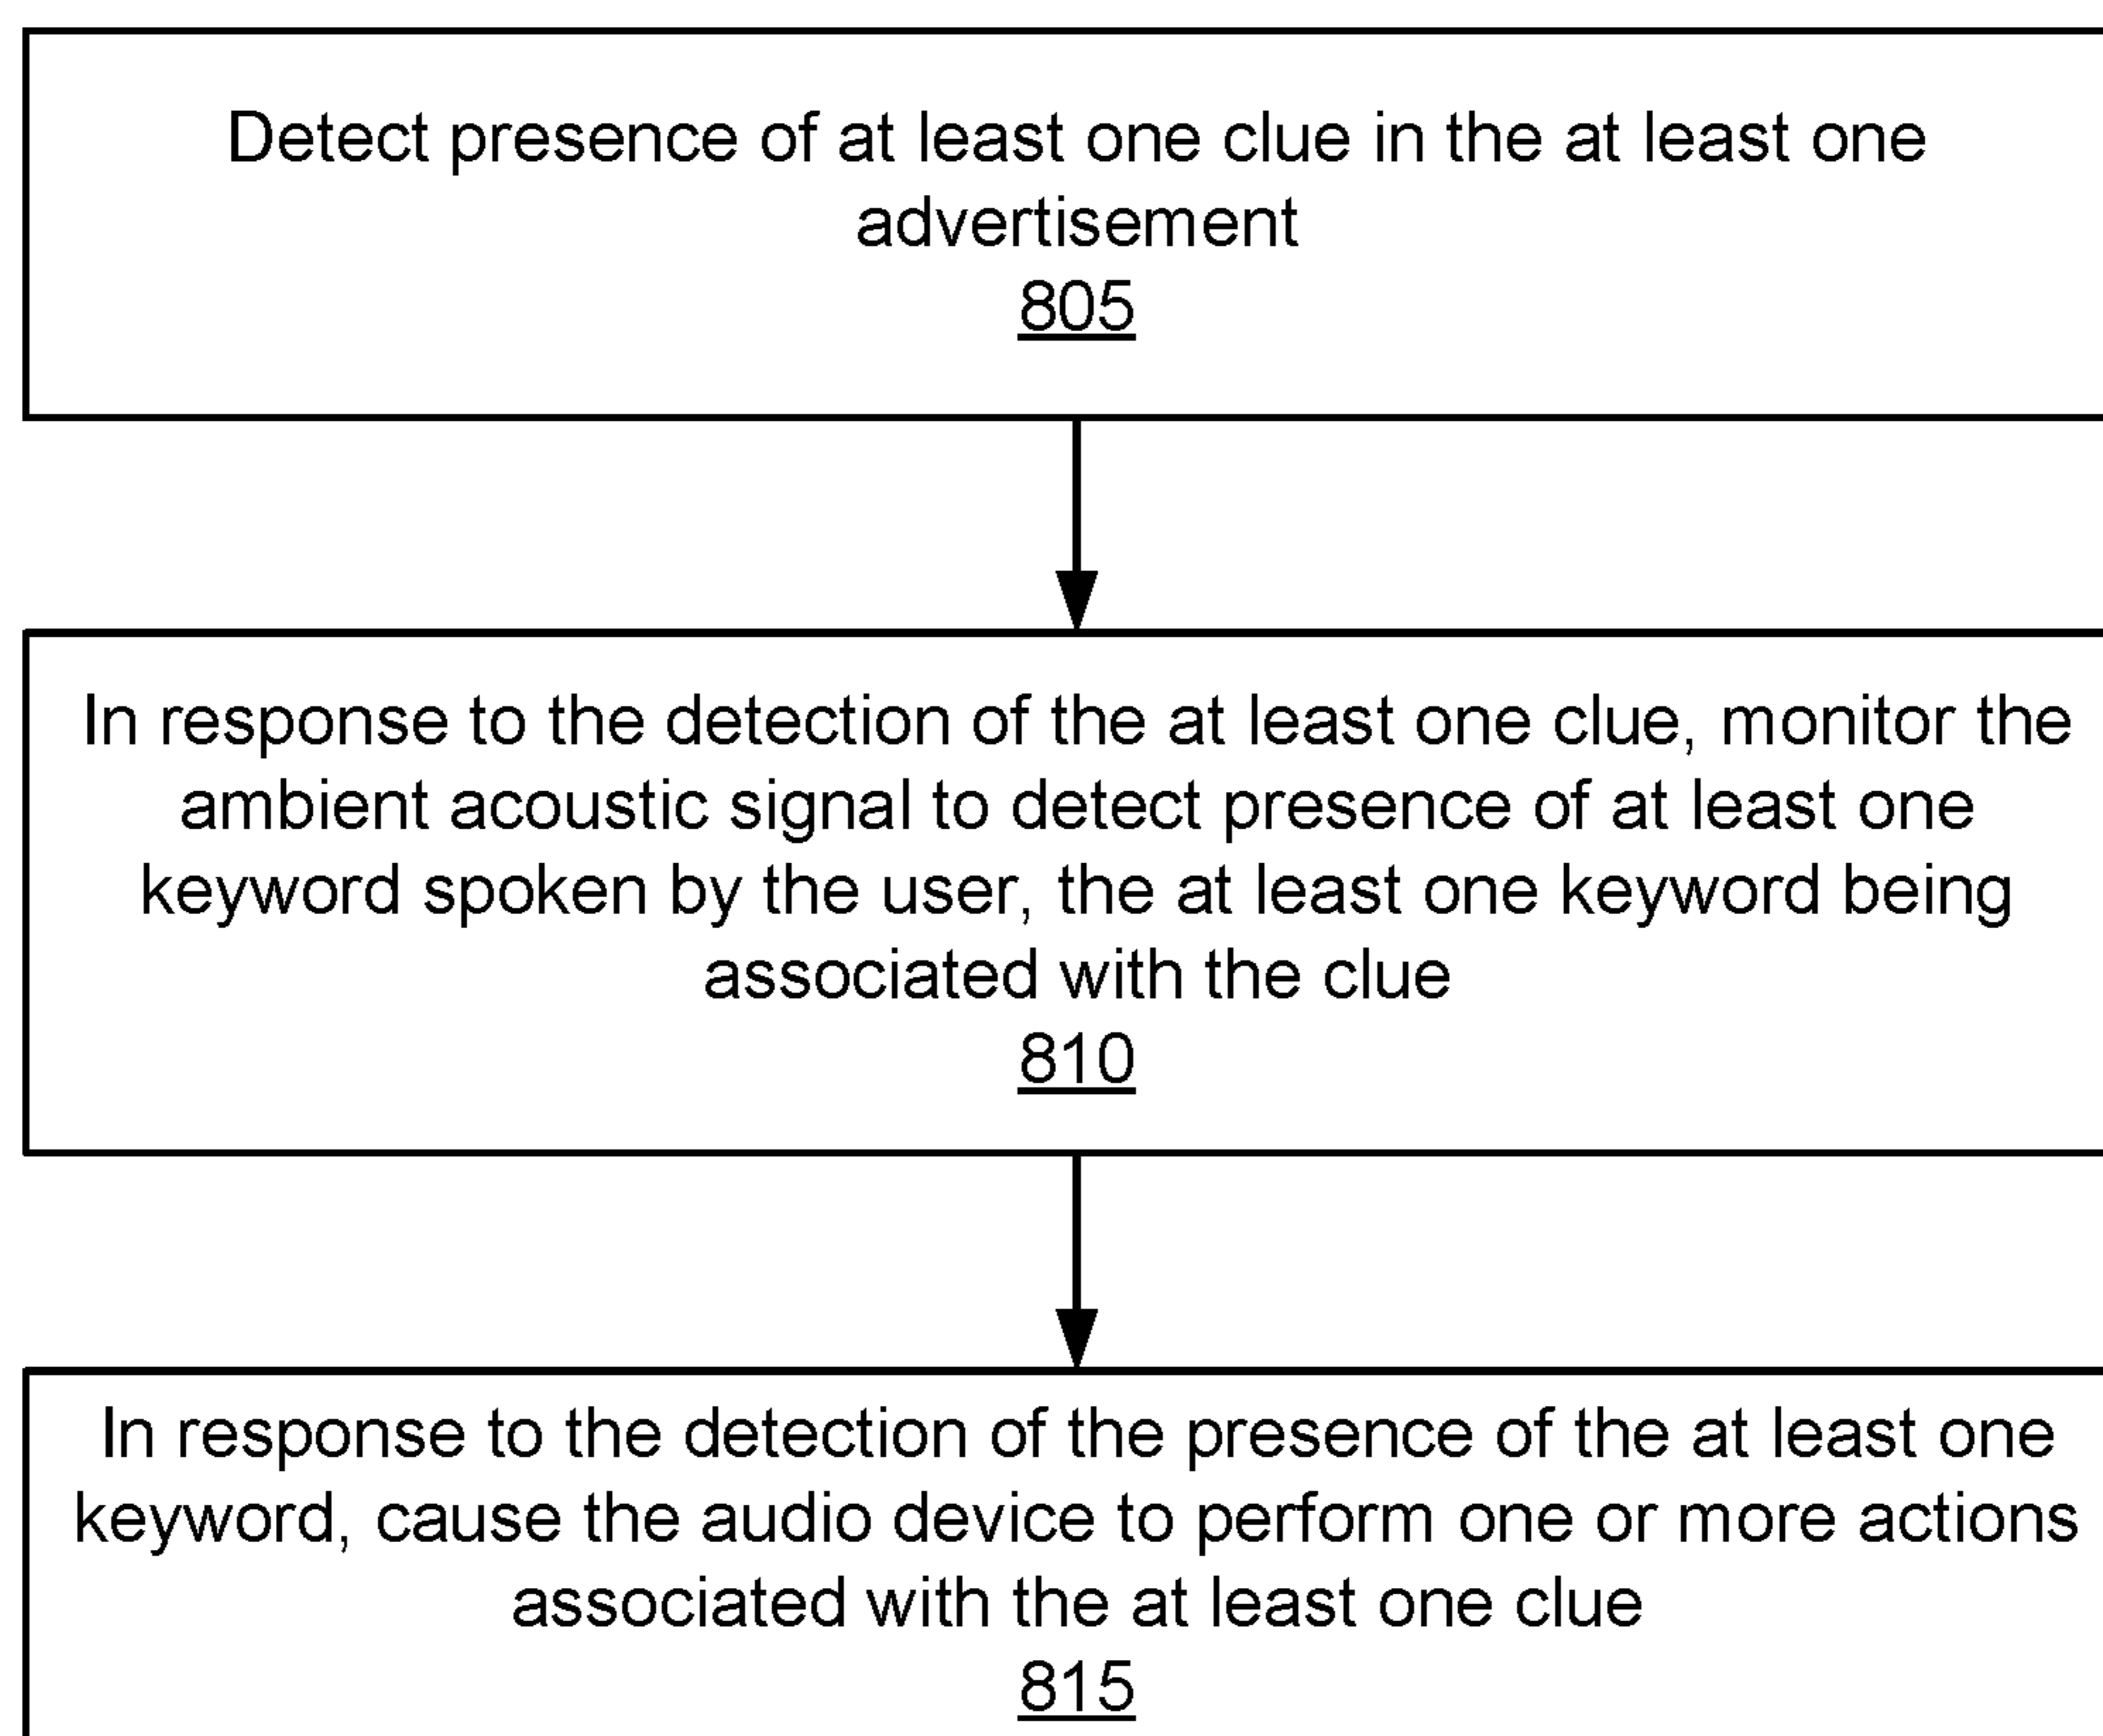 Detect presence of at least one clue in the at least one
advertisement
805
In response to the detection of the at least one clue, monitor the
ambient acoustic signal to detect presence of at least one
keyword spoken by the user, the at least one keyword being
associated with the clue
810
In response to the detection of the presence of the at least one
keyword, cause the audio device to perform one or more actions
associated with the at least one clue
815